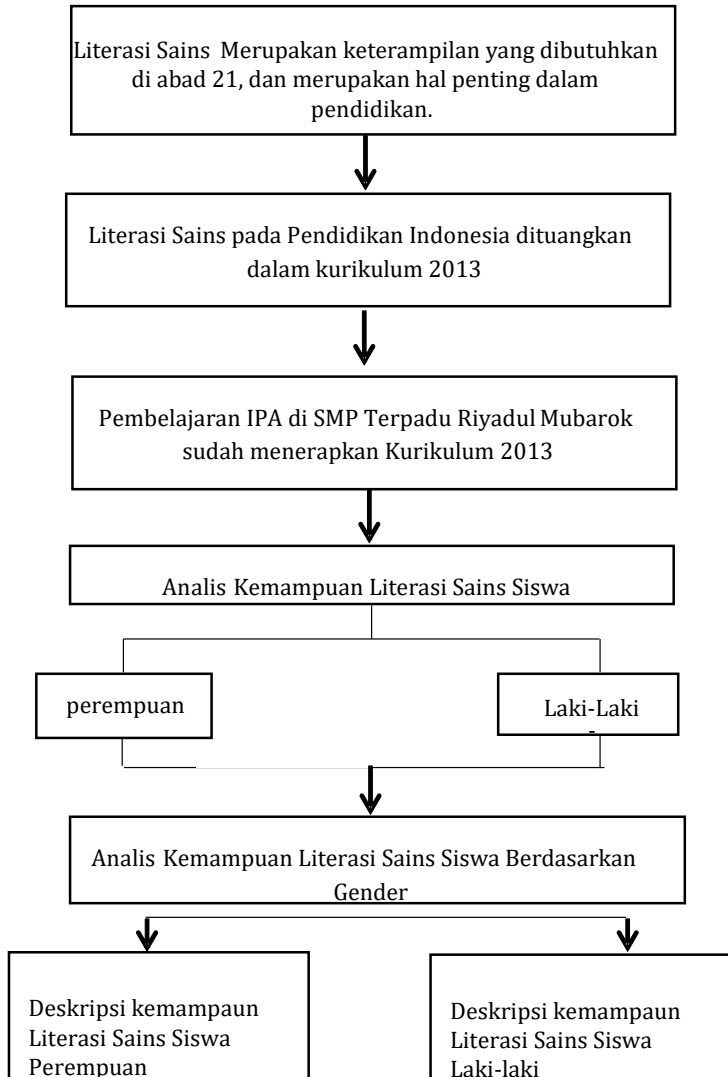 Literasi Sains Merupakan keterampilan yang dibutuhkan
di abad 21, dan merupakan hal penting dalam
pendidikan.
Literasi Sains pada Pendidikan Indonesia dituangkan
dalam kurikulum 2013
Pembelajaran IPA di SMP Terpadu Riyadul Mubarok
sudah menerapkan Kurikulum 2013
Analis Kemampuan Literasi Sains Siswa
perempuan
Laki-Laki
Analis Kemampuan Literasi Sains Siswa Berdasarkan
Gender
Deskripsi kemampaun
Literasi Sains Siswa
Perempuan
Deskripsi kemampaun
Literasi Sains Siswa
Laki-laki